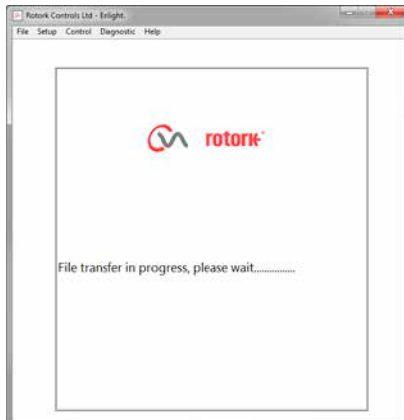 Rotork Controls Ltd - Enlight.
File Setup Control Diagnostic Help
rotork
File transfer in progress, please wait...............